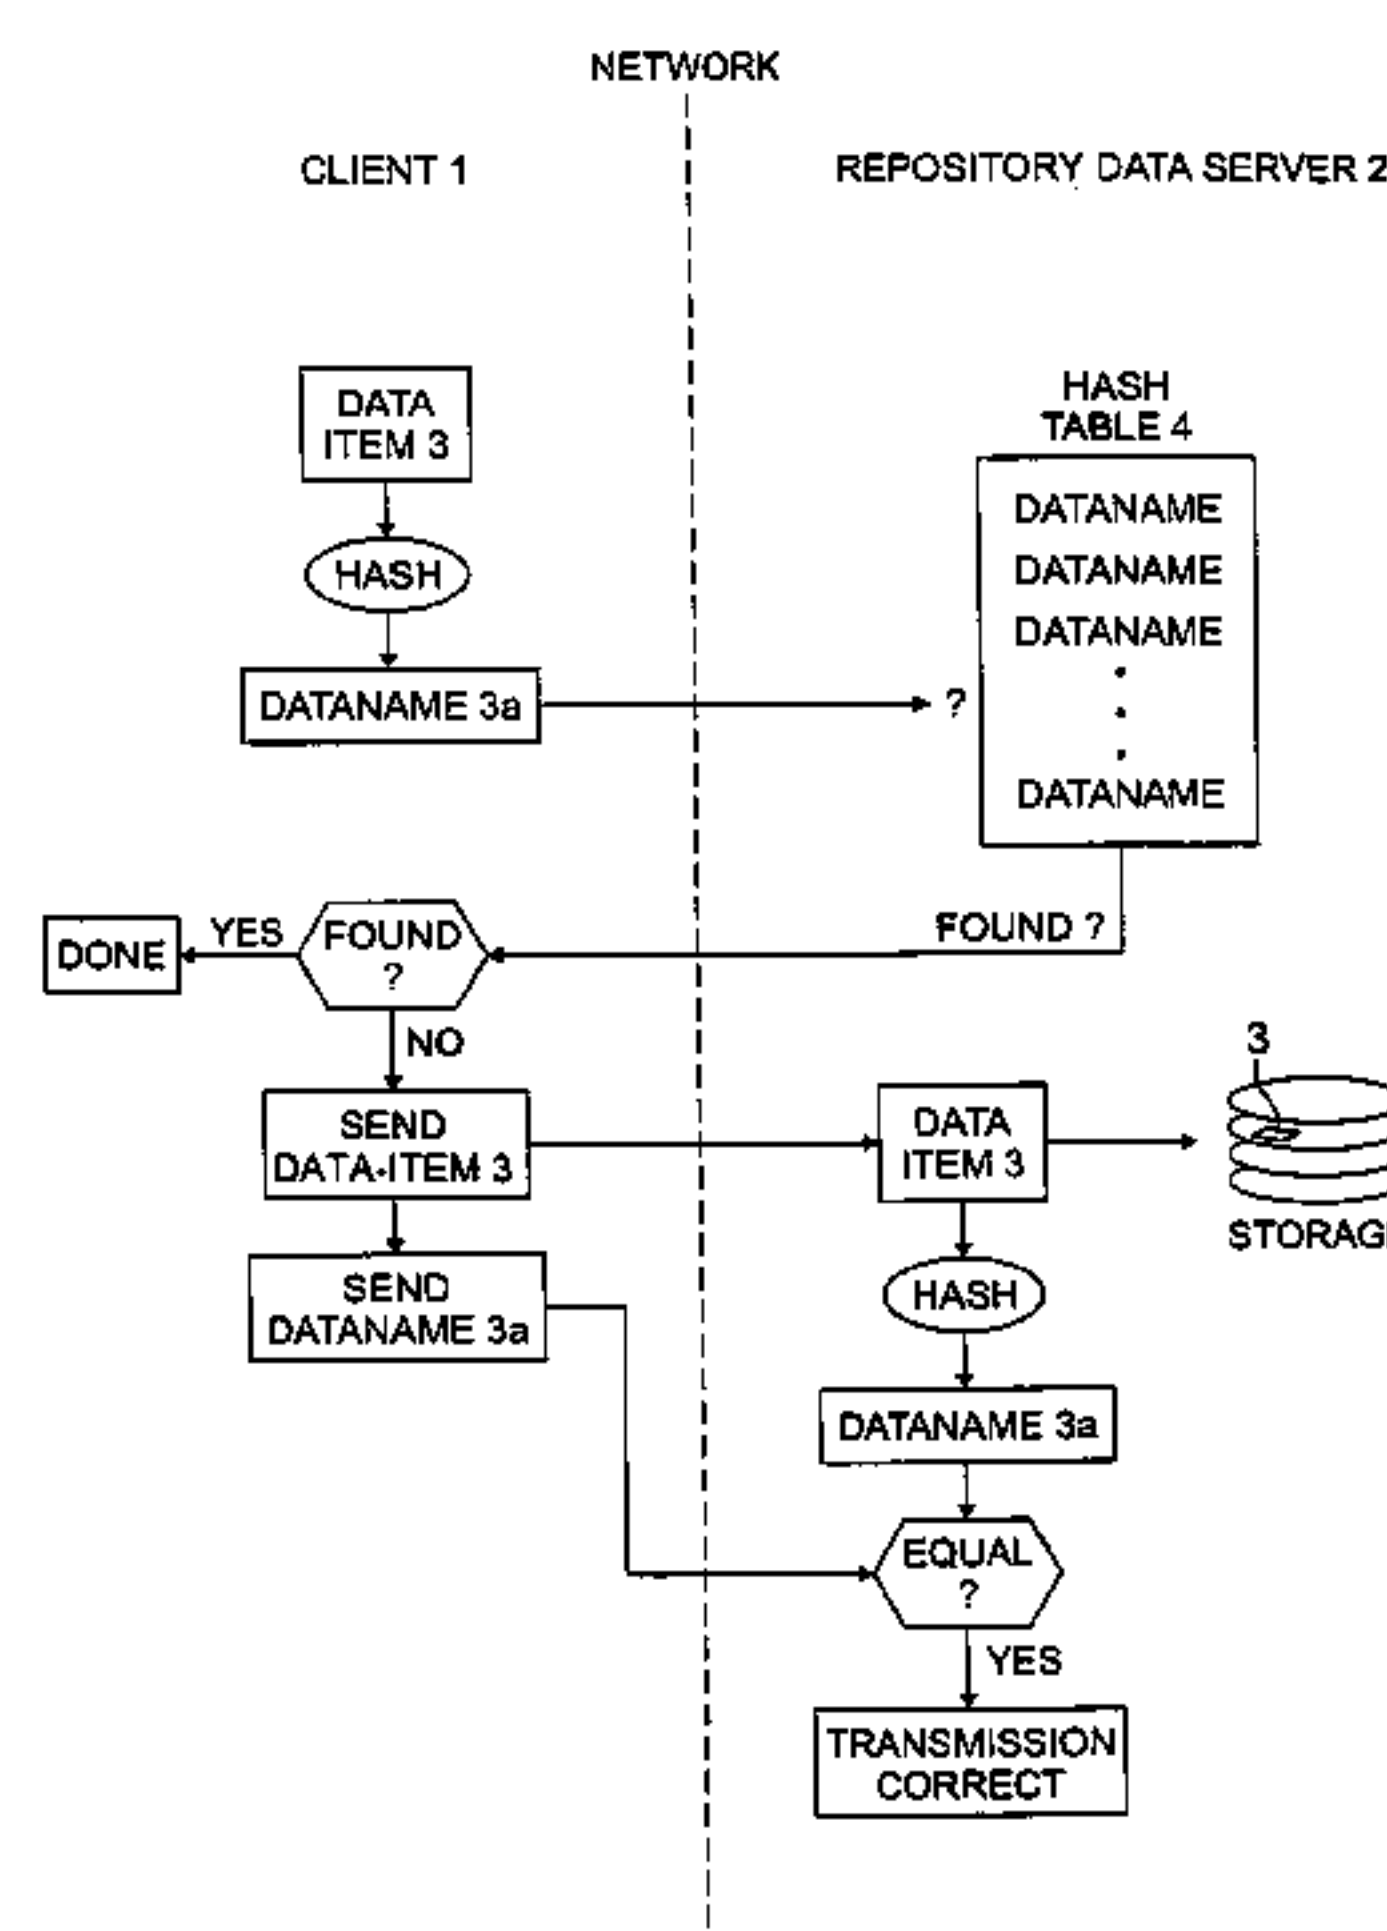 NETWORK
CLIENT 1
REPOSITORY DATA SERVER 2
DATA
ITEM 3
HASH
TABLE 4
DATANAME
DATANAME
DATANAME
DATANAME
HASH
DATANAME 3a
?
FOUND ?
FOUND
?
YES
DONE
NO
SEND
DATA-ITEM 3
DATA
ITEM 3
3
STORAG
SEND
DATANAME 3a
HASH
DATANAME 3a
EQUAL
?
YES
TRANSMISSION
CORRECT